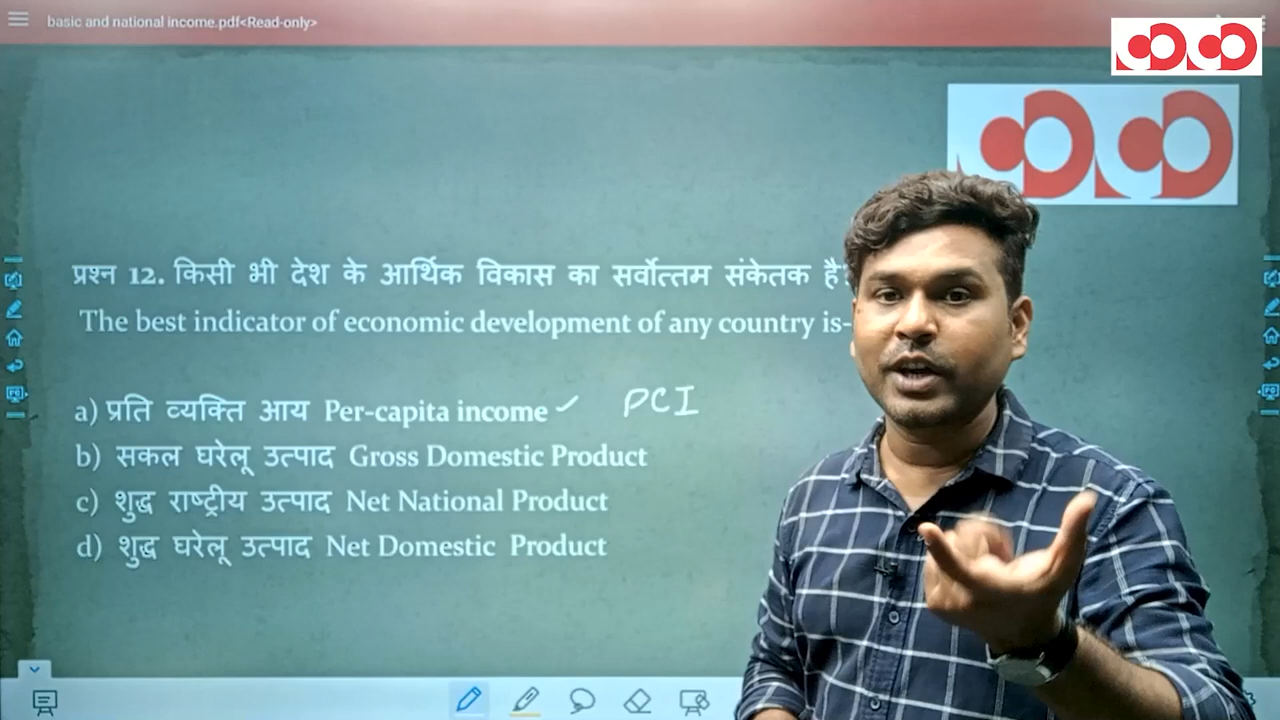 basic and national income.pdf<Read-only>
प्रश्न 12. किसी भी देश के आर्थिक विकास का सर्वोत्तम संकेतक है
The best indicator of economic development of any country is-
a) प्रति व्यक्ति आय Per-capita income ✓ PCI
b) सकल घरेलू उत्पाद Gross Domestic Product
c) शुद्ध राष्ट्रीय उत्पाद Net National Product
d) शुद्ध घरेलू उत्पाद Net Domestic Product